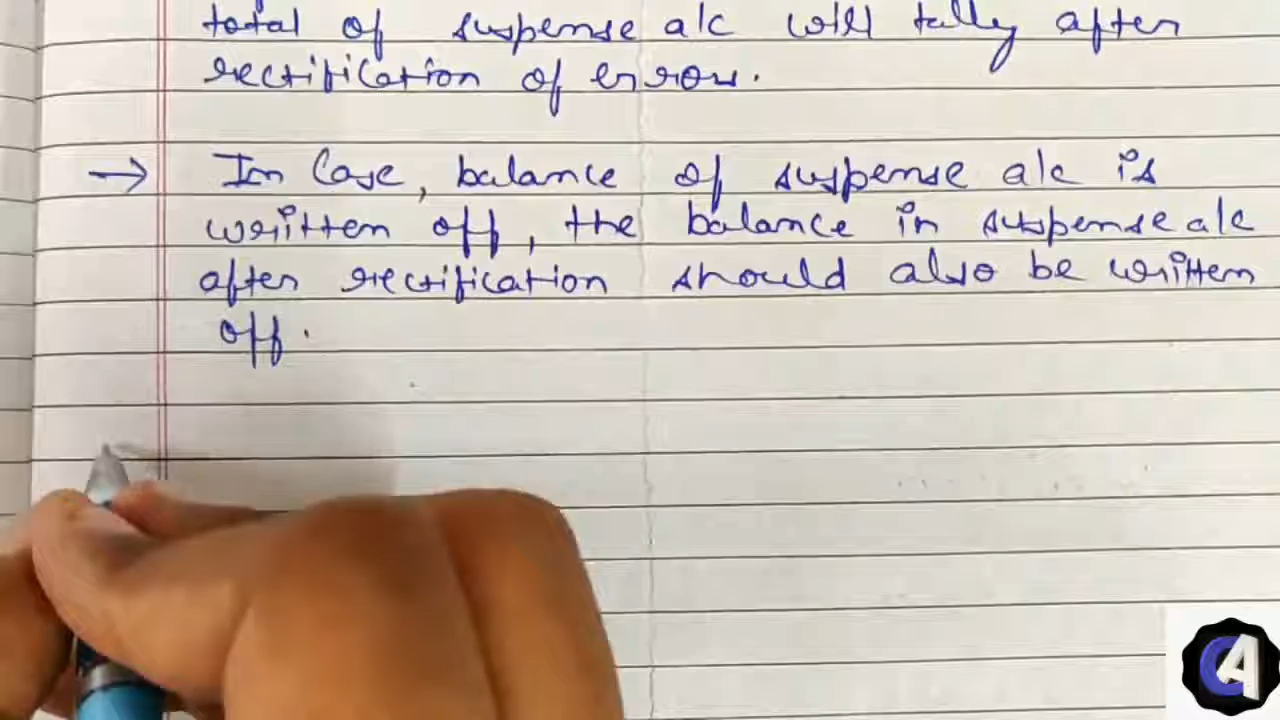 total of suspense a/c will tally after
rectification of error.
→ In Case, balance of suspense a/c is
written off, the balance in suspense a/c
after rectification should also be written
off.
CA